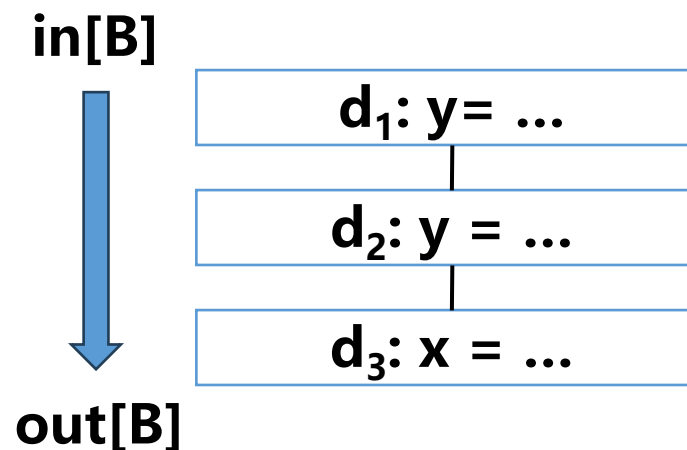 in[B]
d₁: y= ...
d₂: y = ...
d₃: x = ...
out[B]